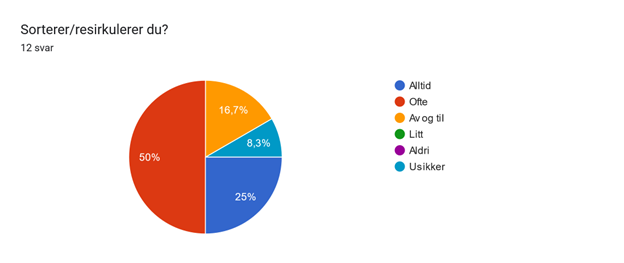 Sorterer/resirkulerer du?
12 svar
16,7%
8,3%
50%
25%
Alltid
Ofte
Av og til
Litt
Aldri
Usikker